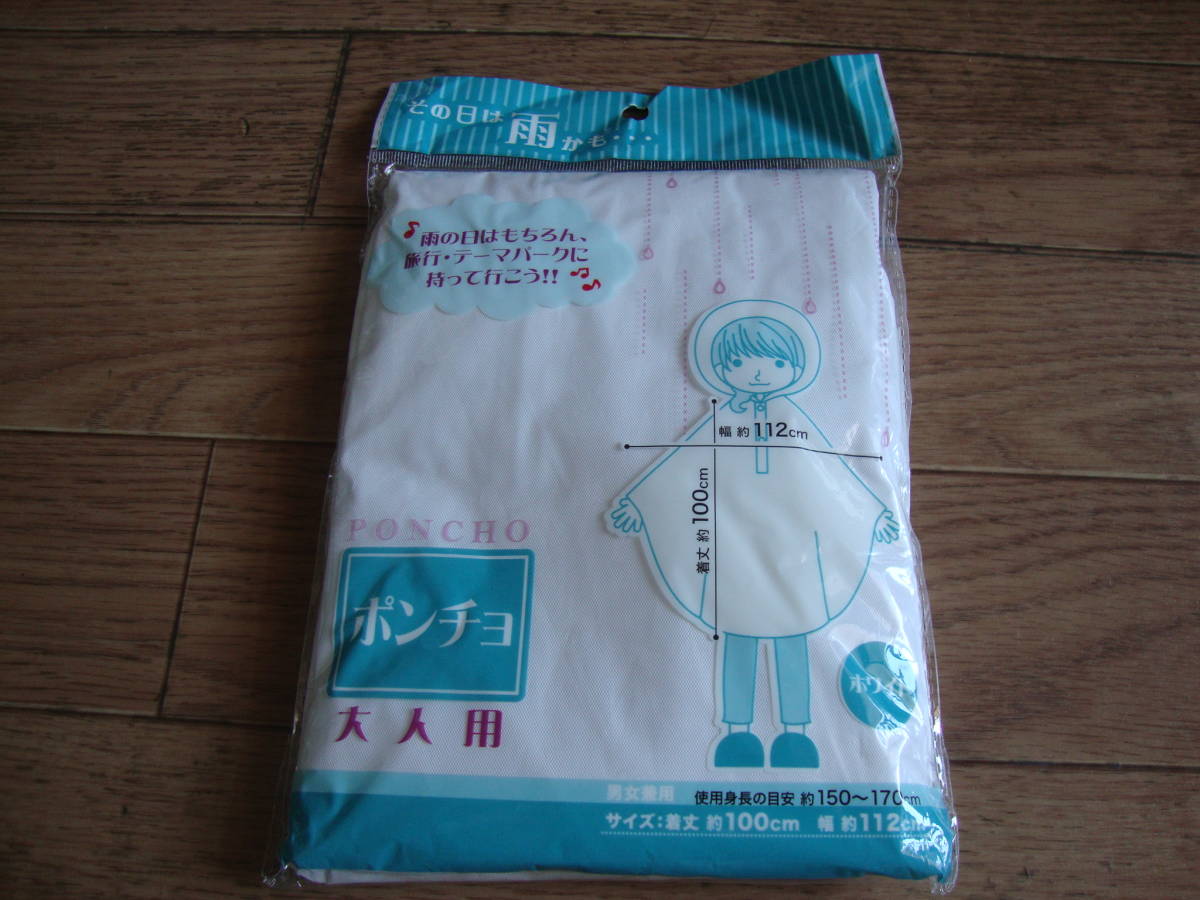 その日は雨かも・・・
雨の日はもちろん、
旅行・テーマパークに
持って行こう!!
幅 約112cm
着丈 約100cm
PONCHO
ポンチョ
大人用
ホワイト
男女兼用 使用身長の目安 約150〜170cm
サイズ:着丈 約100cm 幅 約112cm